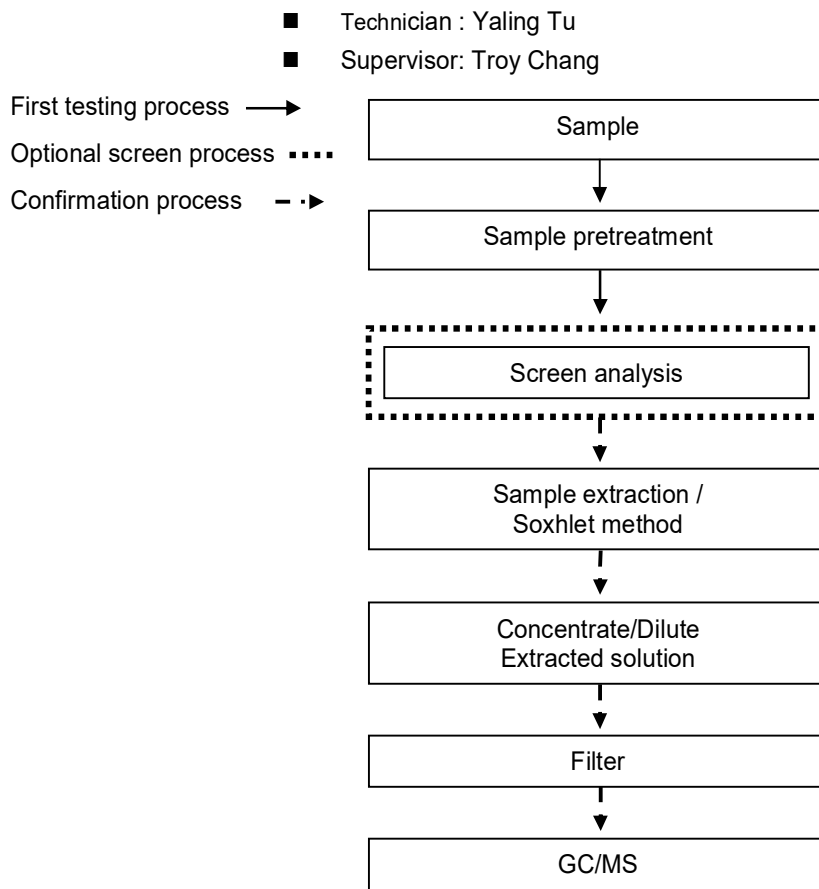 ■ Technician : Yaling Tu
■ Supervisor: Troy Chang
First testing process
Optional screen process
Confirmation process
Sample
Sample pretreatment
Screen analysis
Sample extraction /
Soxhlet method
Concentrate/Dilute
Extracted solution
Filter
GC/MS